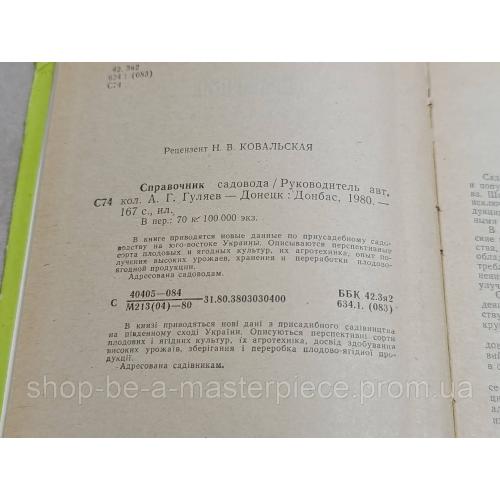 42. 3я2
634.1 (083)
С74
Рецензент Н. В. КОВАЛЬСКАЯ
Справочник садовода / Руководитель авт.
С74 кол. А. Г. Гуляев — Донецк : Донбас, 1980. —
167 с., ил.
В пер.: 70 к. 100 000 экз.
В книге приводятся новые данные по приусадебному садо-
водству на юго-востоке Украины. Описываются перспективные
сорта плодовых и ягодных культур, их агротехника, опыт по-
лучения высоких урожаев, хранения и переработки плодово-
ягодной продукции.
Адресована садоводам.
С 40405—084
М213(04)—80 31.80.3803030400 ББК 42.3я2
634.1. (083)
В книзі приводяться нові дані з присадибного садівництва
на південному сході України. Описуються перспективні сорти
плодових і ягідних культур, їх агротехніка, досвід здобування
високих урожаїв, зберігання і переробка плодово-ягідної про-
дукції.
Адресована садівникам.
shop-be-a-masterpiece.prom.ua